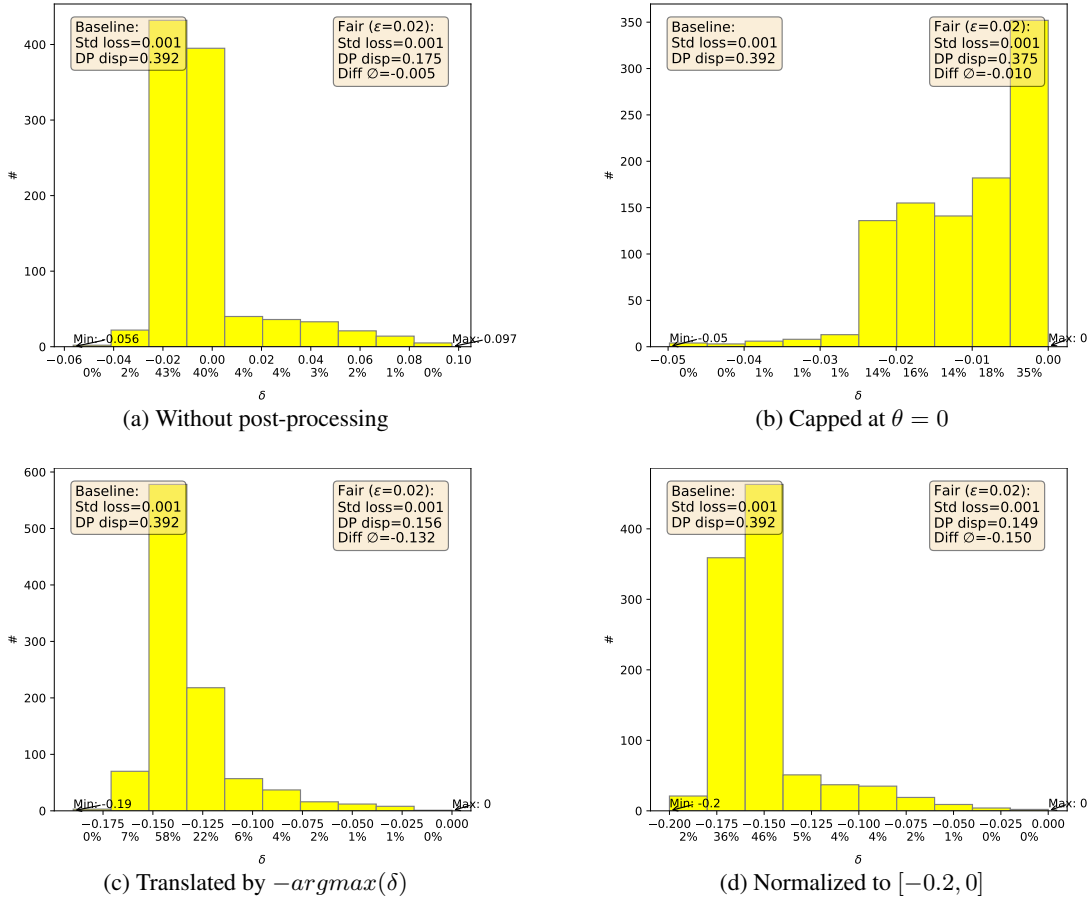 Baseline:
Std loss=0.001
DP disp=0.392
Fair (ε=0.02):
Std loss=0.001
DP disp=0.175
Diff ∅=-0.005
400
300
200
100
0
#
Min:-0.056
Max:0.097
−0.06 −0.04 −0.02 0.00 0.02 0.04 0.06 0.08 0.10
0% 2% 43% 40% 4% 4% 3% 2% 1% 0%
δ
(a) Without post-processing
Baseline:
Std loss=0.001
DP disp=0.392
Fair (ε=0.02):
Std loss=0.001
DP disp=0.375
Diff ∅=-0.010
350
300
250
200
150
100
50
0
#
Min:-0.05
Max: 0
−0.05 −0.04 −0.03 −0.02 −0.01 0.00
0% 0% 1% 1% 1% 14% 16% 14% 18% 35%
δ
(b) Capped at θ = 0
Baseline:
Std loss=0.001
DP disp=0.392
Fair (ε=0.02):
Std loss=0.001
DP disp=0.156
Diff ∅=-0.132
600
500
400
300
200
100
0
#
Min:-0.19
Max: 0
−0.175 −0.150 −0.125 −0.100 −0.075 −0.050 −0.025 0.000
0% 7% 58% 22% 6% 4% 2% 1% 1% 0%
δ
(c) Translated by −argmax(δ)
Baseline:
Std loss=0.001
DP disp=0.392
Fair (ε=0.02):
Std loss=0.001
DP disp=0.149
Diff ∅=-0.150
400
300
200
100
0
#
Min:-0.2
Max: 0
−0.200 −0.175 −0.150 −0.125 −0.100 −0.075 −0.050 −0.025 0.000
2% 36% 46% 5% 4% 4% 2% 1% 0% 0%
δ
(d) Normalized to [−0.2, 0]